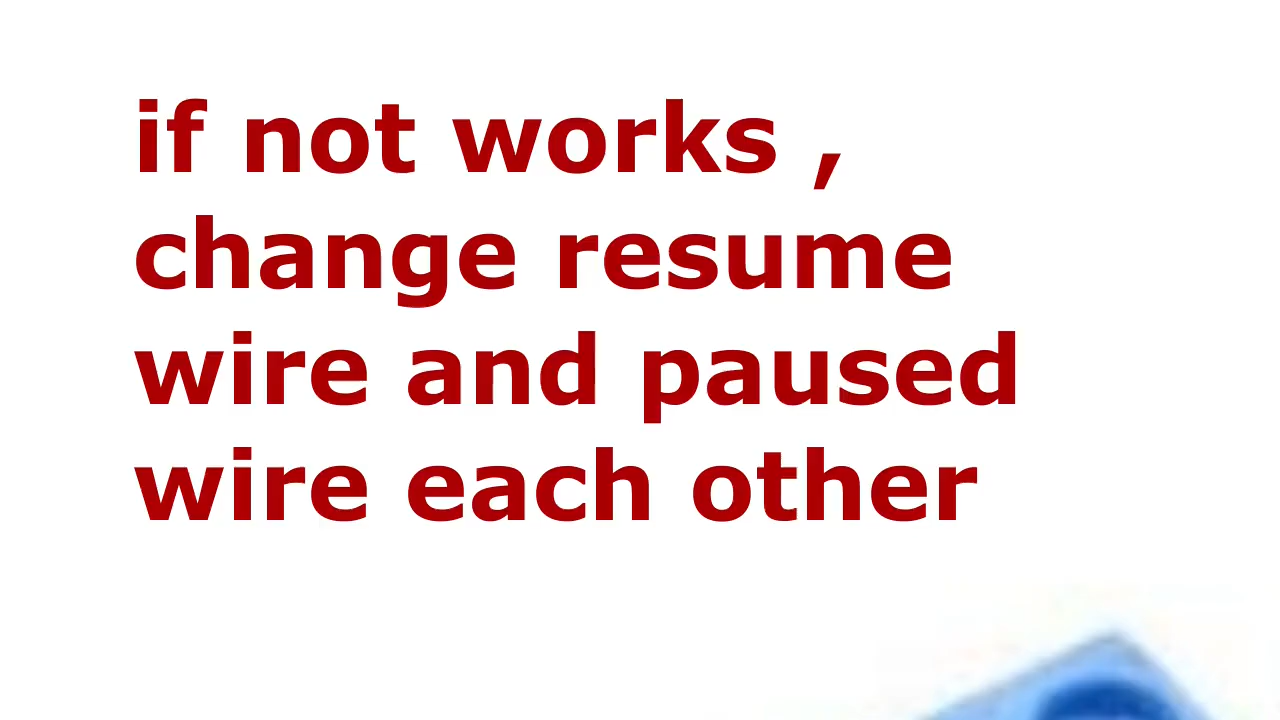 if not works ,
change resume
wire and paused
wire each other